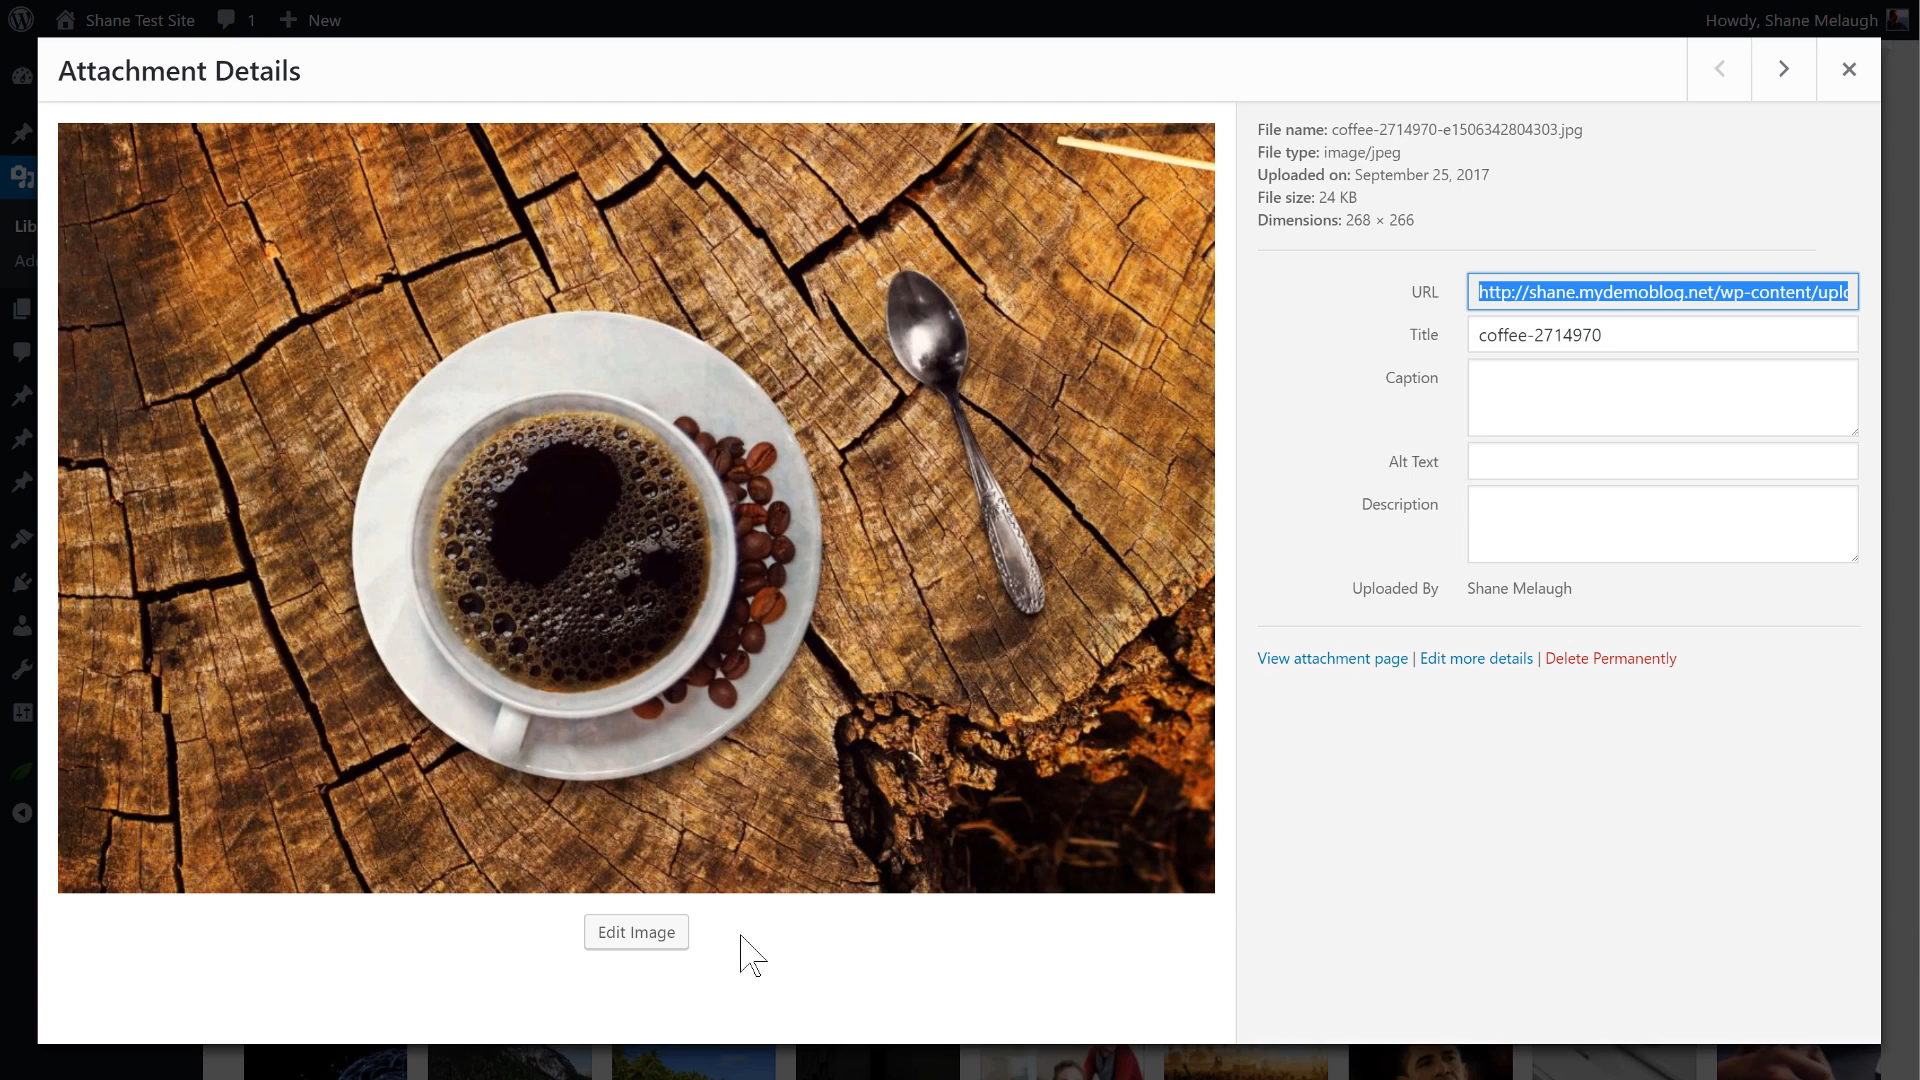 Shane Test Site 1 New Howdy, Shane Melaugh
Attachment Details
File name: coffee-2714970-e1506342804303.jpg
File type: image/jpeg
Uploaded on: September 25, 2017
File size: 24 KB
Dimensions: 268 × 266
Lib
Ad
URL http://shane.mydemoblog.net/wp-content/uplo
Title coffee-2714970
Caption
Alt Text
Description
Uploaded By Shane Melaugh
View attachment page | Edit more details | Delete Permanently
Edit Image